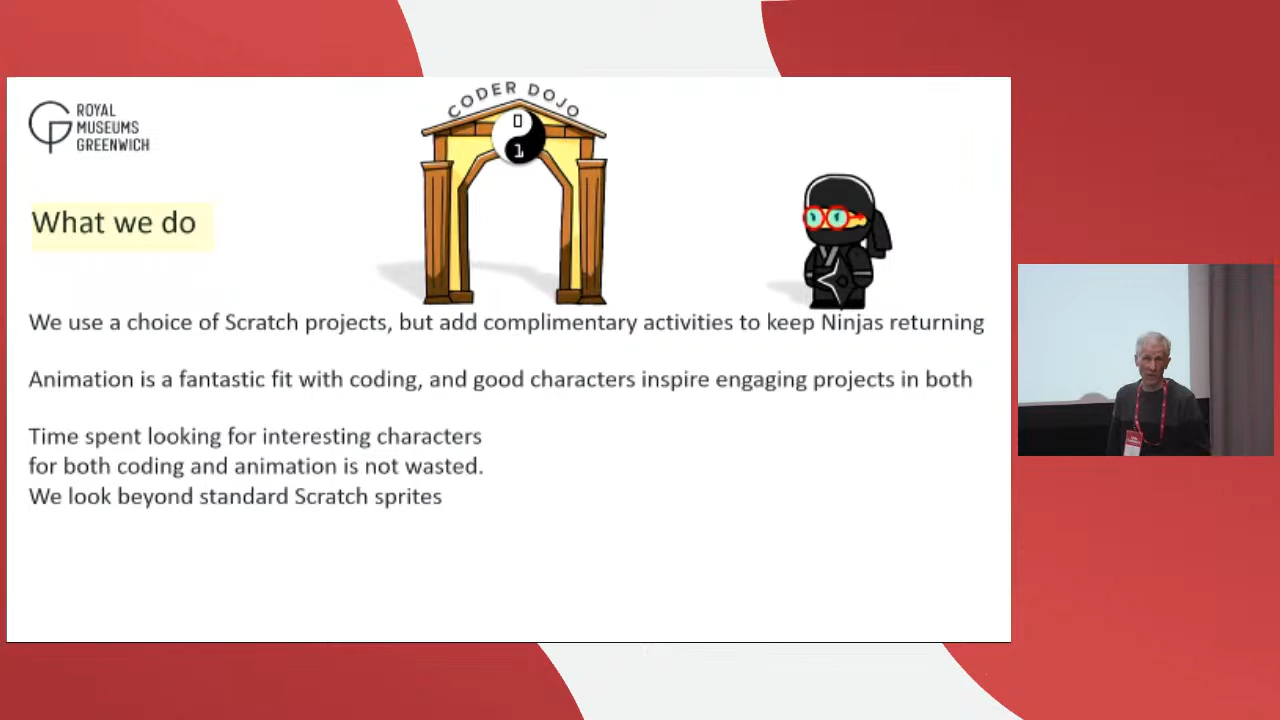 ROYAL
MUSEUMS
GREENWICH
CODER DOJO
0
1
What we do
We use a choice of Scratch projects, but add complimentary activities to keep Ninjas returning
Animation is a fantastic fit with coding, and good characters inspire engaging projects in both
Time spent looking for interesting characters
for both coding and animation is not wasted.
We look beyond standard Scratch sprites